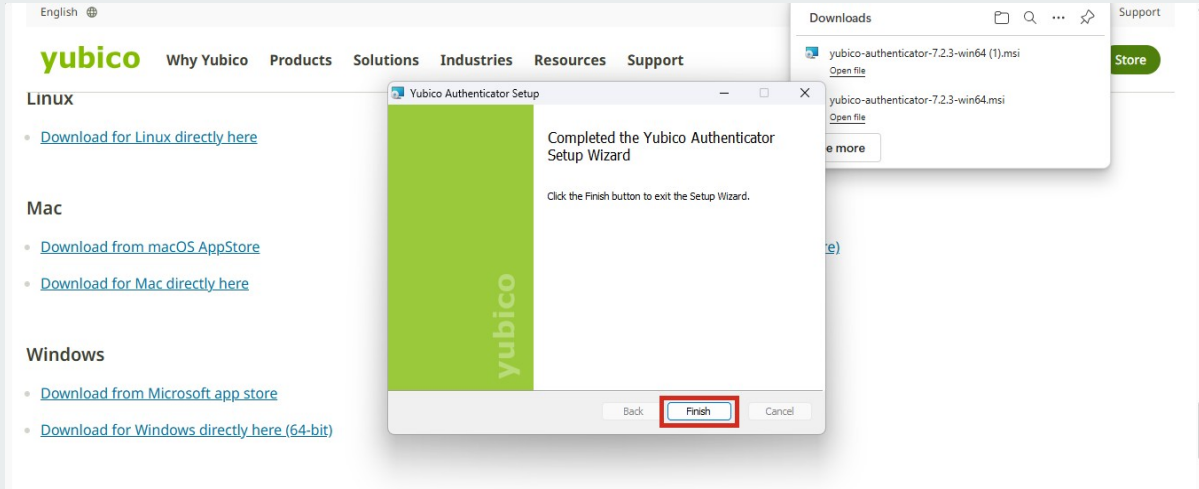 English
Support
yubico
Why Yubico Products Solutions Industries Resources Support
Store
Downloads
yubico-authenticator-7.2.3-win64 (1).msi
Open file
yubico-authenticator-7.2.3-win64.msi
Open file
e more
Linux
Download for Linux directly here
Mac
Download from macOS AppStore
re)
Download for Mac directly here
Windows
Download from Microsoft app store
Download for Windows directly here (64-bit)
Yubico Authenticator Setup
Completed the Yubico Authenticator
Setup Wizard
Click the Finish button to exit the Setup Wizard.
yubico
Back Finish Cancel